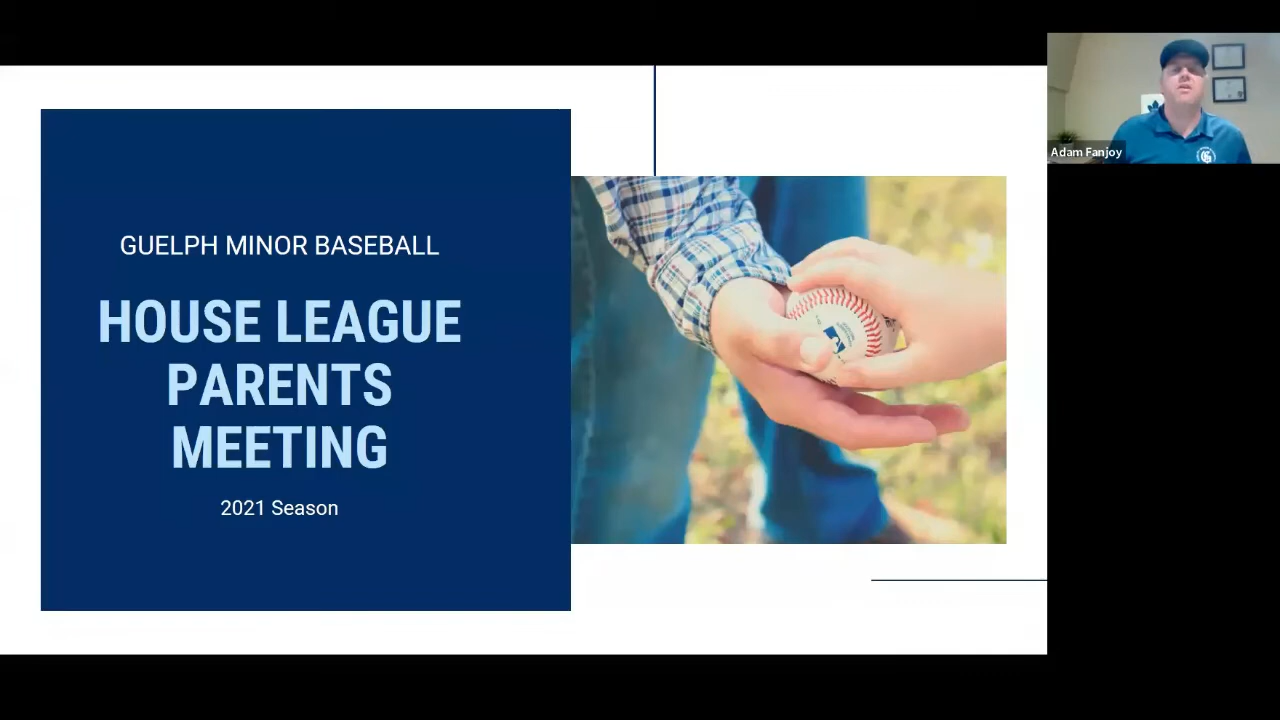 GUELPH MINOR BASEBALL
HOUSE LEAGUE
PARENTS
MEETING
2021 Season
Adam Fanjoy